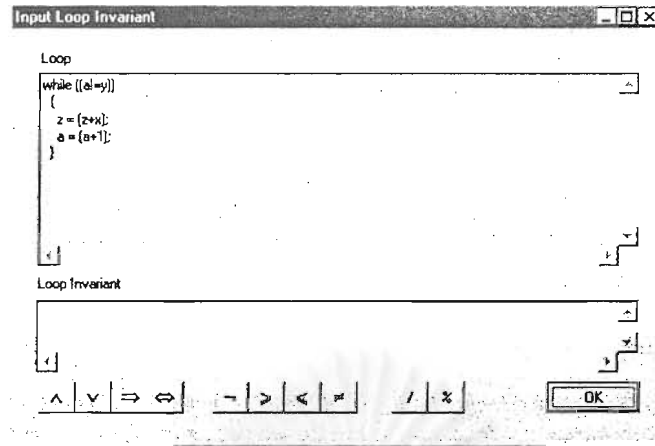 Input Loop Invariant
Loop
while ((a!=y))
{
z = (z+x);
a = (a+1);
}
Loop Invariant
∧ ∨ ⇒ ⇔ ¬ ≥ ≤ ≠ / % OK